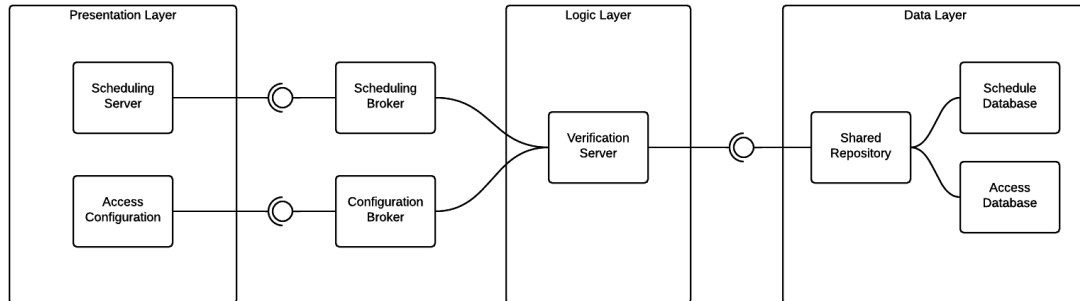 Presentation Layer
Logic Layer
Data Layer
Scheduling
Server
Scheduling
Broker
Schedule
Database
Verification
Server
Shared
Repository
Access
Configuration
Configuration
Broker
Access
Database